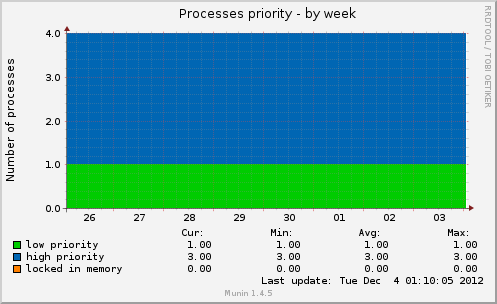 Processes priority - by week
RRDTOOL / TOBI OETIKER
Number of processes
4.0
3.0
2.0
1.0
0.0
26 27 28 29 30 01 02 03
Cur: Min: Avg: Max:
low priority 1.00 1.00 1.00 1.00
high priority 3.00 3.00 3.00 3.00
locked in memory 0.00 0.00 0.00 0.00
Last update: Tue Dec  4 01:10:05 2012
Munin 1.4.5